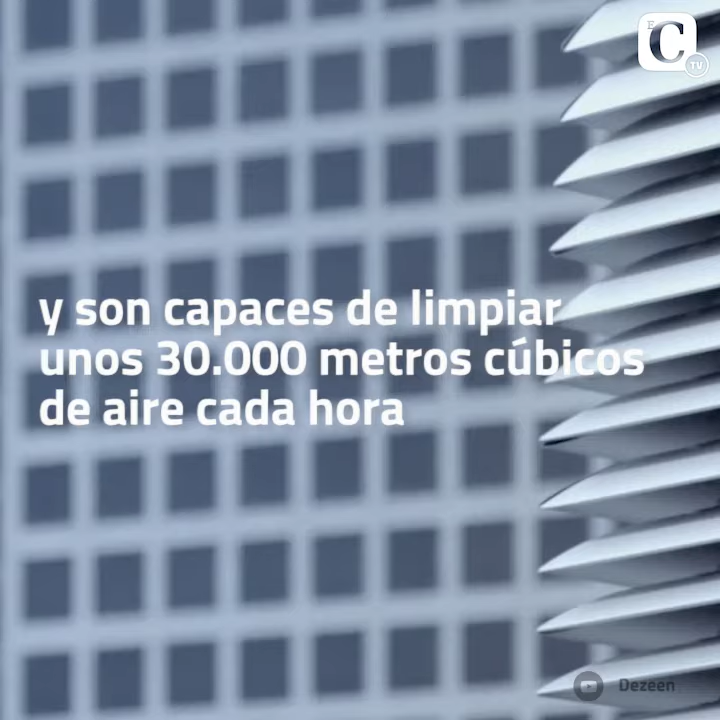 E
C
TV
y son capaces de limpiar
unos 30.000 metros cúbicos
de aire cada hora
Dezeen